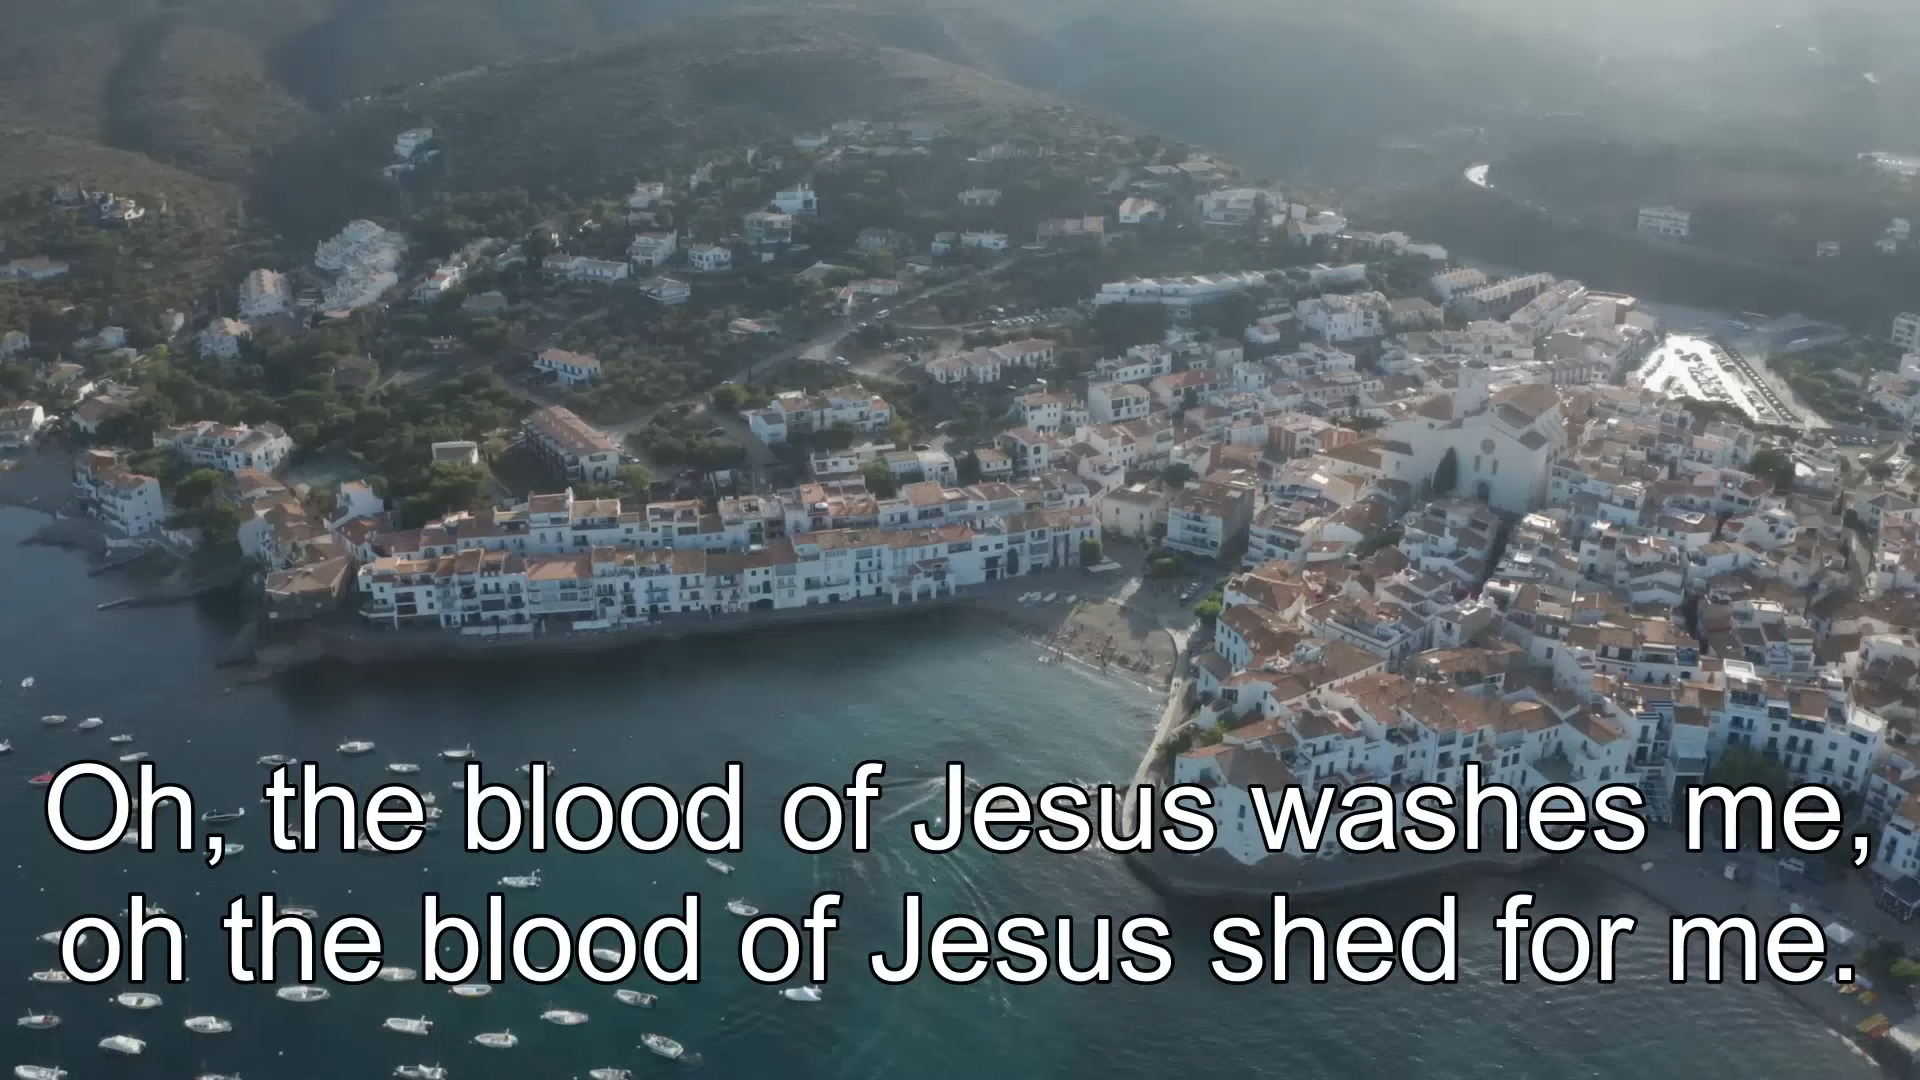 Oh, the blood of Jesus washes me,
oh the blood of Jesus shed for me.